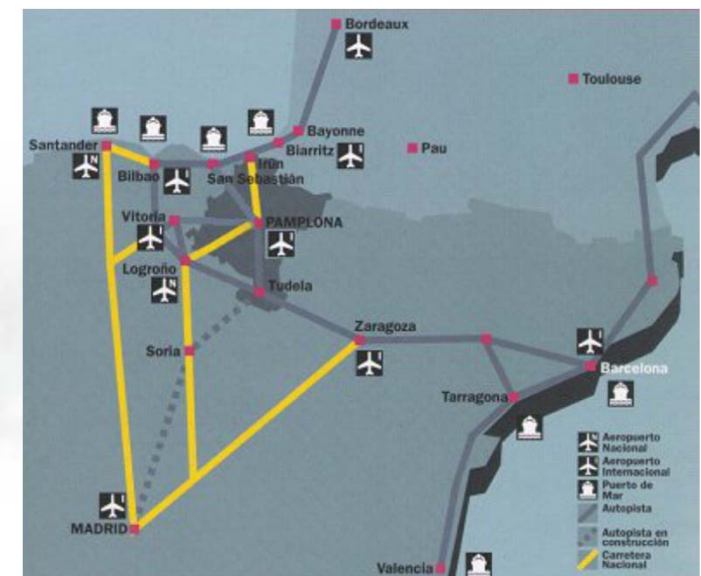 Bordeaux
Toulouse
Bayonne
Biarritz
I
Pau
Santander
N
Bilbao
I
San Sebastián
Irún
Vitoria
I
PAMPLONA
I
Logroño
N
Tudela
Zaragoza
I
Soria
I
Barcelona
Tarragona
MADRID
I
Valencia
N Aeropuerto
Nacional
I Aeropuerto
Internacional
Puerto de
Mar
Autopista
Autopista en
construcción
Carretera
Nacional